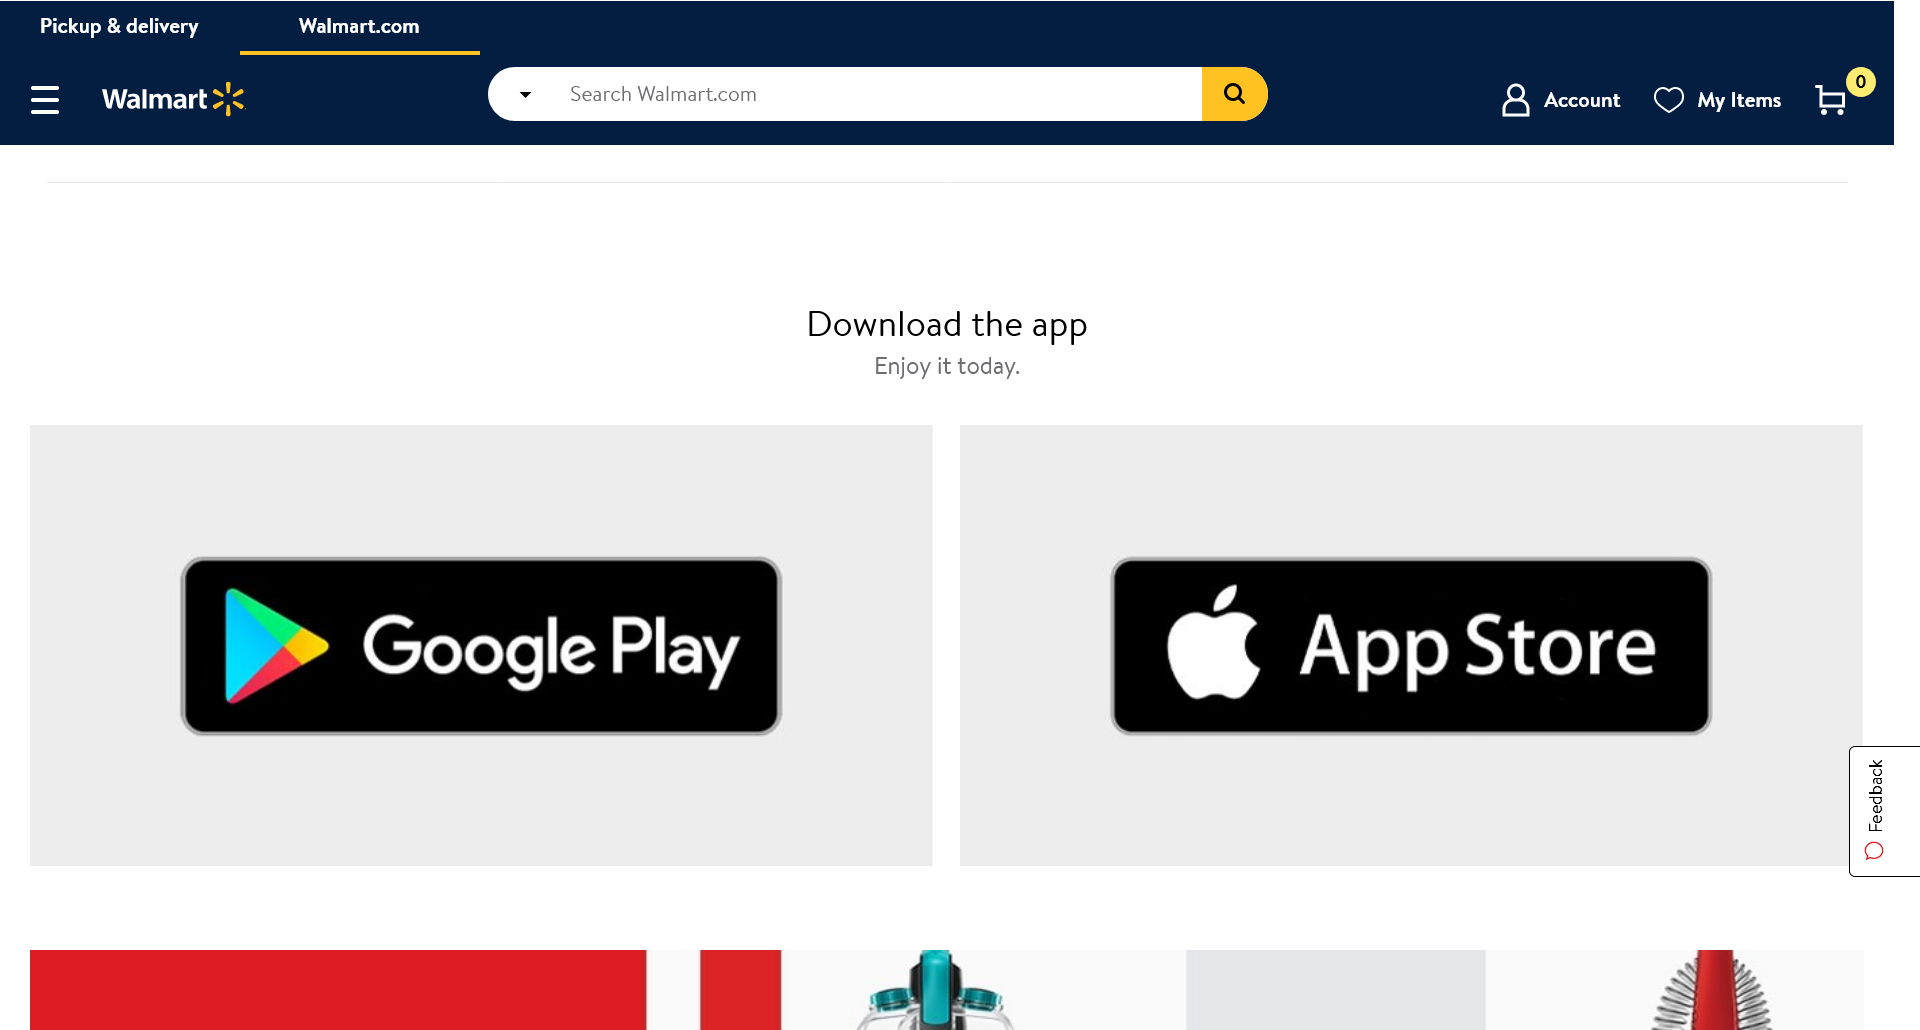 Pickup & delivery
Walmart.com
Walmart
Search Walmart.com
Account
My Items
0
Download the app
Enjoy it today.
Google Play
App Store
Feedback